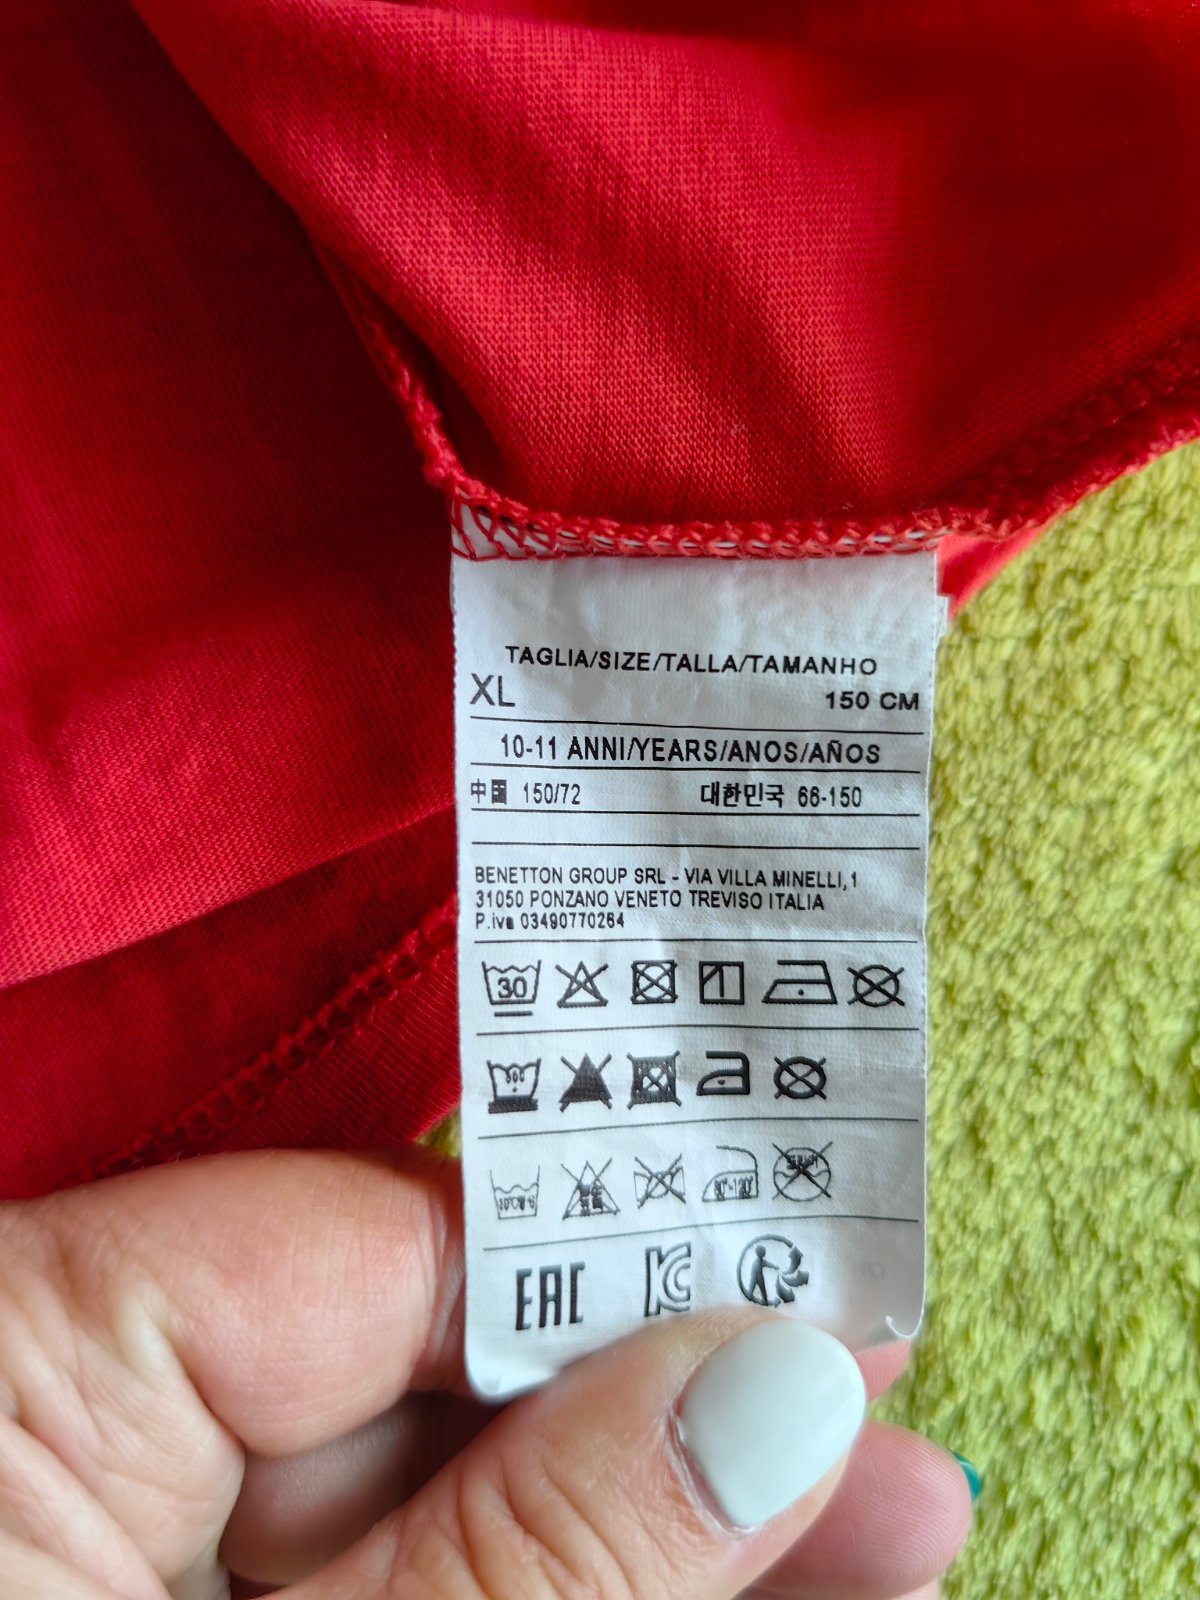 TAGLIA/SIZE/TALLA/TAMANHO
XL 150 CM
10-11 ANNI/YEARS/ANOS/AÑOS
中国 150/72 대한민국 66-150
BENETTON GROUP SRL - VIA VILLA MINELLI,1
31050 PONZANO VENETO TREVISO ITALIA
P.iva 03490770264
30
EAC KC